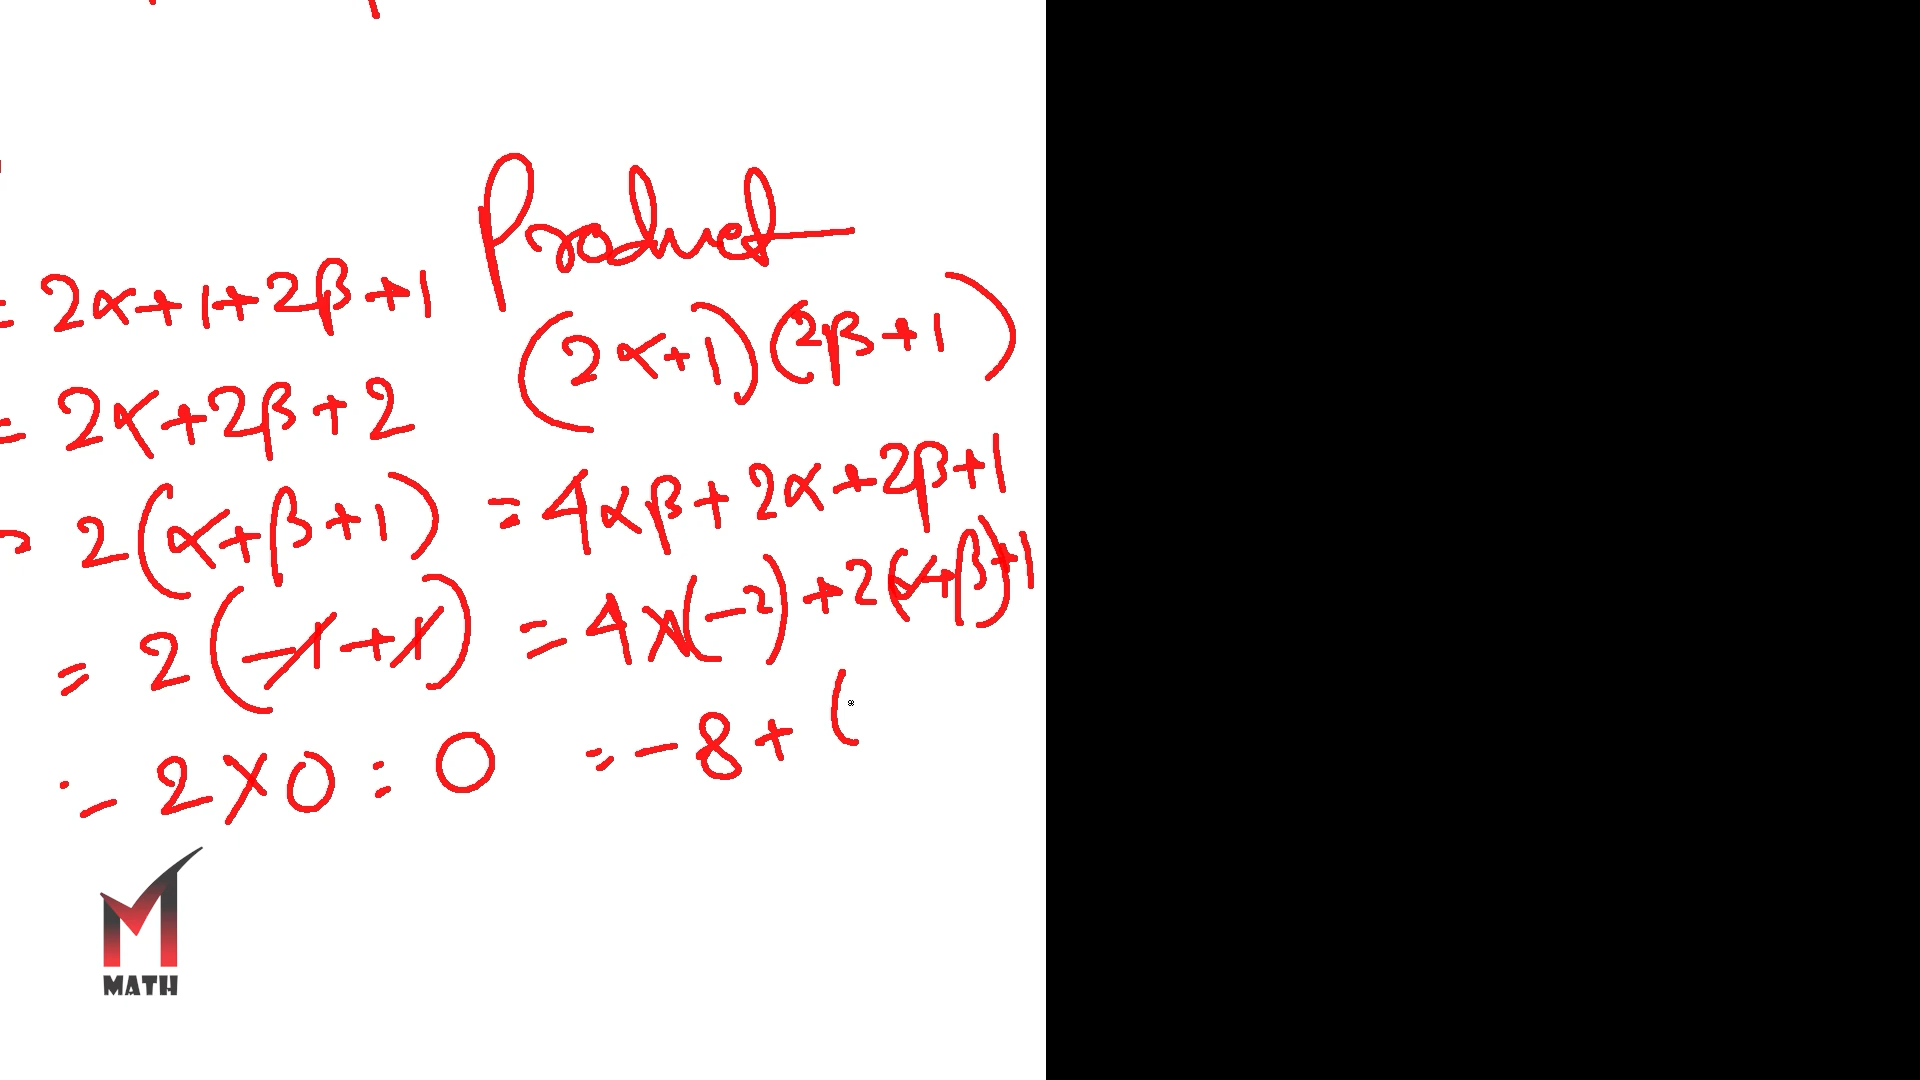 = 2α+1+2β+1
= 2α+2β+2
= 2(α+β+1)
= 2(-1+1)
= 2×0 = 0
Product
(2α+1)(2β+1)
= 4αβ+2α+2β+1
= 4×(-2)+2(α+β)+1
= -8+(
M
MATH